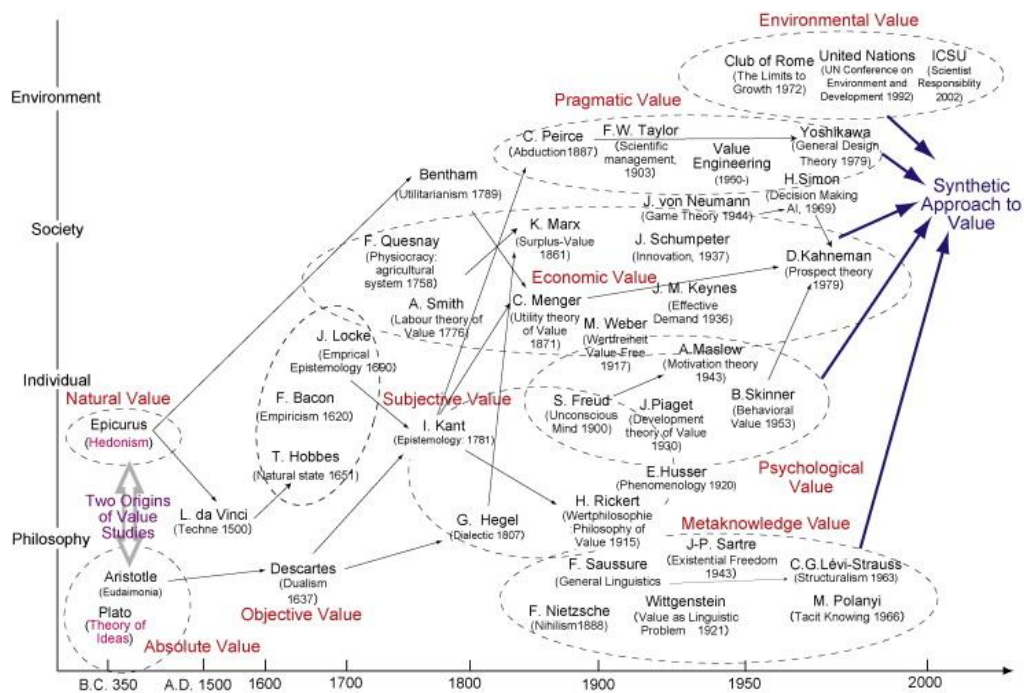 Environmental Value
Club of Rome
(The Limits to
Growth 1972)
United Nations
(UN Conference on
Environment and
Development 1992)
ICSU
(Scientist
Responsiblity
2002)
Environment
Pragmatic Value
C. Peirce
(Abduction1887)
F.W. Taylor
(Scientific
management,
1903)
Value
Engineering
(1950-)
Yoshikawa
(General Design
Theory 1979)
Bentham
(Utilitarianism 1789)
H.Simon
(Decision Making
AI, 1969)
Synthetic
Approach to
Value
Society
J. von Neumann
(Game Theory 1944)
F. Quesnay
(Physiocracy:
agricultural
system 1758)
K. Marx
(Surplus-Value
1861)
J. Schumpeter
(Innovation, 1937)
D.Kahneman
(Prospect theory
1979)
Economic Value
A. Smith
(Labour theory of
Value 1776)
C. Menger
(Utility theory
of Value
1871)
J. M. Keynes
(Effective
Demand 1936)
M. Weber
(Wertfreiheit
Value-Free
1917)
J. Locke
(Emprical
Epistemology 1690)
A.Maslow
(Motivation theory
1943)
Individual
Natural Value
Epicurus
(Hedonism)
F. Bacon
(Empiricism 1620)
Subjective Value
I. Kant
(Epistemology: 1781)
S. Freud
(Unconscious
Mind 1900)
J.Piaget
(Development
theory of Value
1930)
B.Skinner
(Behavioral
Value 1953)
T. Hobbes
(Natural state 1651)
E.Husser
(Phenomenology 1920)
Psychological
Value
Two Origins
of Value
Studies
L. da Vinci
(Techne 1500)
G. Hegel
(Dialectic 1807)
H. Rickert
(Wertphilosophie
Philosophy of
Value 1915)
Metaknowledge Value
Philosophy
J-P. Sartre
(Existential Freedom
1943)
Aristotle
(Eudaimonia)
Descartes
(Dualism
1637)
F. Saussure
(General Linguistics)
C.G.Lévi-Strauss
(Structuralism 1963)
Plato
(Theory of
Ideas)
Objective Value
F. Nietzsche
(Nihilism1888)
Wittgenstein
(Value as Linguistic
Problem 1921)
M. Polanyi
(Tacit Knowing 1966)
Absolute Value
B.C. 350
A.D. 1500
1600
1700
1800
1900
1950
2000